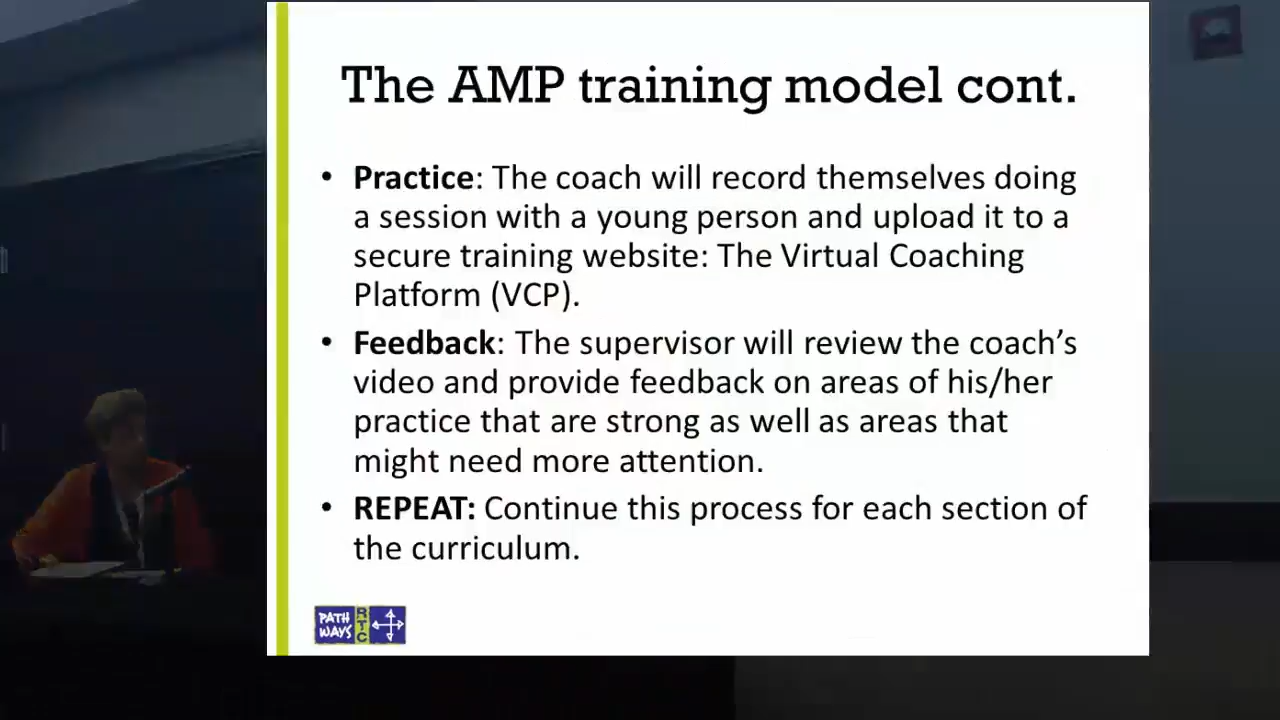 The AMP training model cont.
• Practice: The coach will record themselves doing
a session with a young person and upload it to a
secure training website: The Virtual Coaching
Platform (VCP).
• Feedback: The supervisor will review the coach's
video and provide feedback on areas of his/her
practice that are strong as well as areas that
might need more attention.
• REPEAT: Continue this process for each section of
the curriculum.
PATH
WAYS
RTC